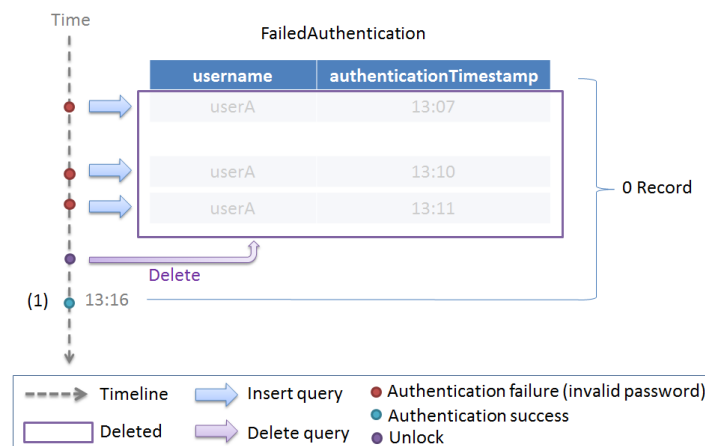 Time
FailedAuthentication
username authenticationTimestamp
userA 13:07
userA 13:10
userA 13:11
0 Record
Delete
(1) 13:16
Timeline Insert query Authentication failure (invalid password)
Authentication success
Deleted Delete query Unlock